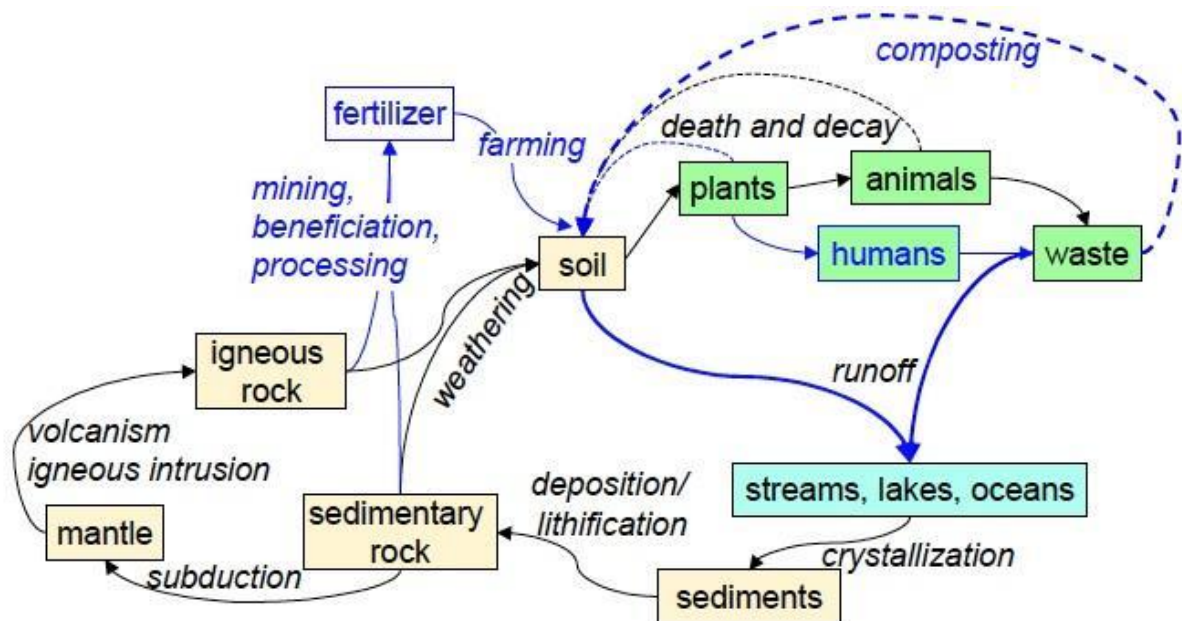 composting
fertilizer
farming
death and decay
plants
animals
mining,
beneficiation,
processing
soil
humans
waste
weathering
igneous
rock
runoff
volcanism
igneous intrusion
deposition/
lithification
streams, lakes, oceans
sedimentary
rock
mantle
crystallization
subduction
sediments